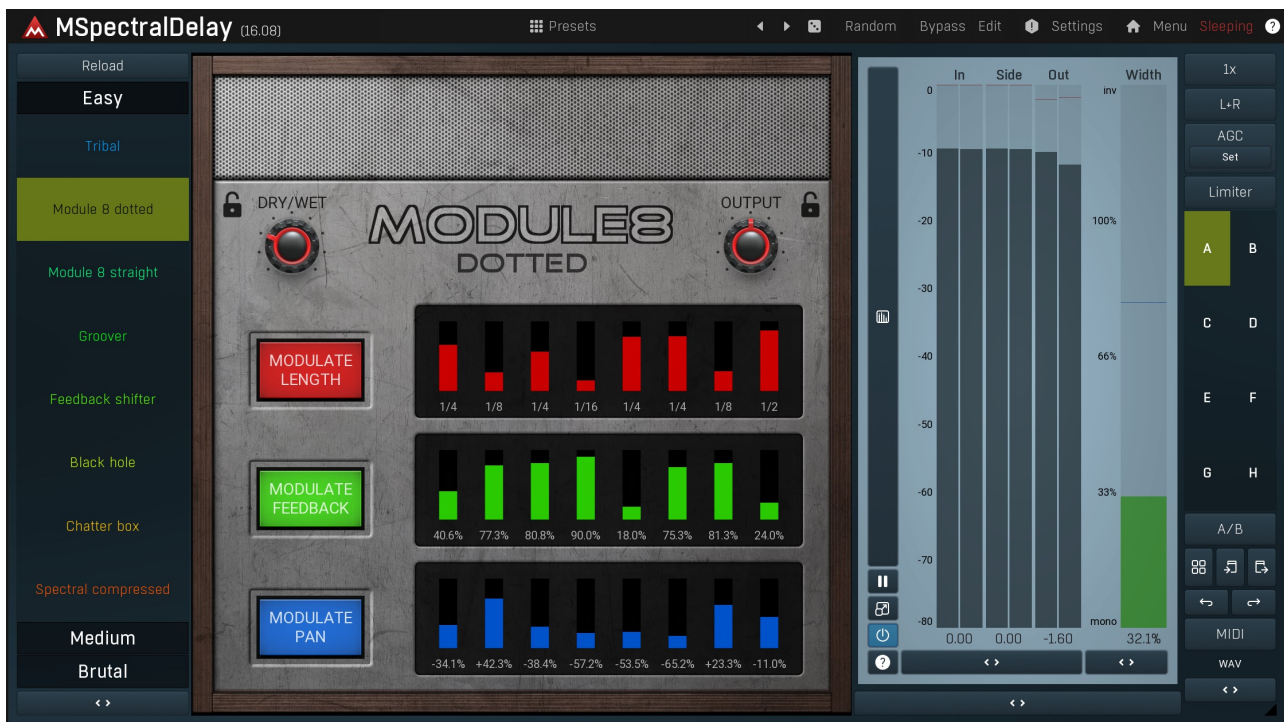 MSpectralDelay (16.08)
Presets
Random
Bypass
Edit
Settings
Menu
Sleeping
?
Reload
Easy
Tribal
Module 8 dotted
Module 8 straight
Groover
Feedback shifter
Black hole
Chatter box
Spectral compressed
Medium
Brutal
DRY/WET
MODULE8
DOTTED
OUTPUT
MODULATE
LENGTH
1/4 1/8 1/4 1/16 1/4 1/4 1/8 1/2
MODULATE
FEEDBACK
40.6% 77.3% 80.8% 90.0% 18.0% 75.3% 81.3% 24.0%
MODULATE
PAN
-34.1% +42.3% -38.4% -57.2% -53.5% -65.2% +23.3% -11.0%
In Side Out Width
0
-10
-20
-30
-40
-50
-60
-70
-80
inv
100%
66%
33%
mono
0.00 0.00 -1.60 32.1%
?
1x
L+R
AGC
Set
Limiter
A B
C D
E F
G H
A/B
MIDI
WAV